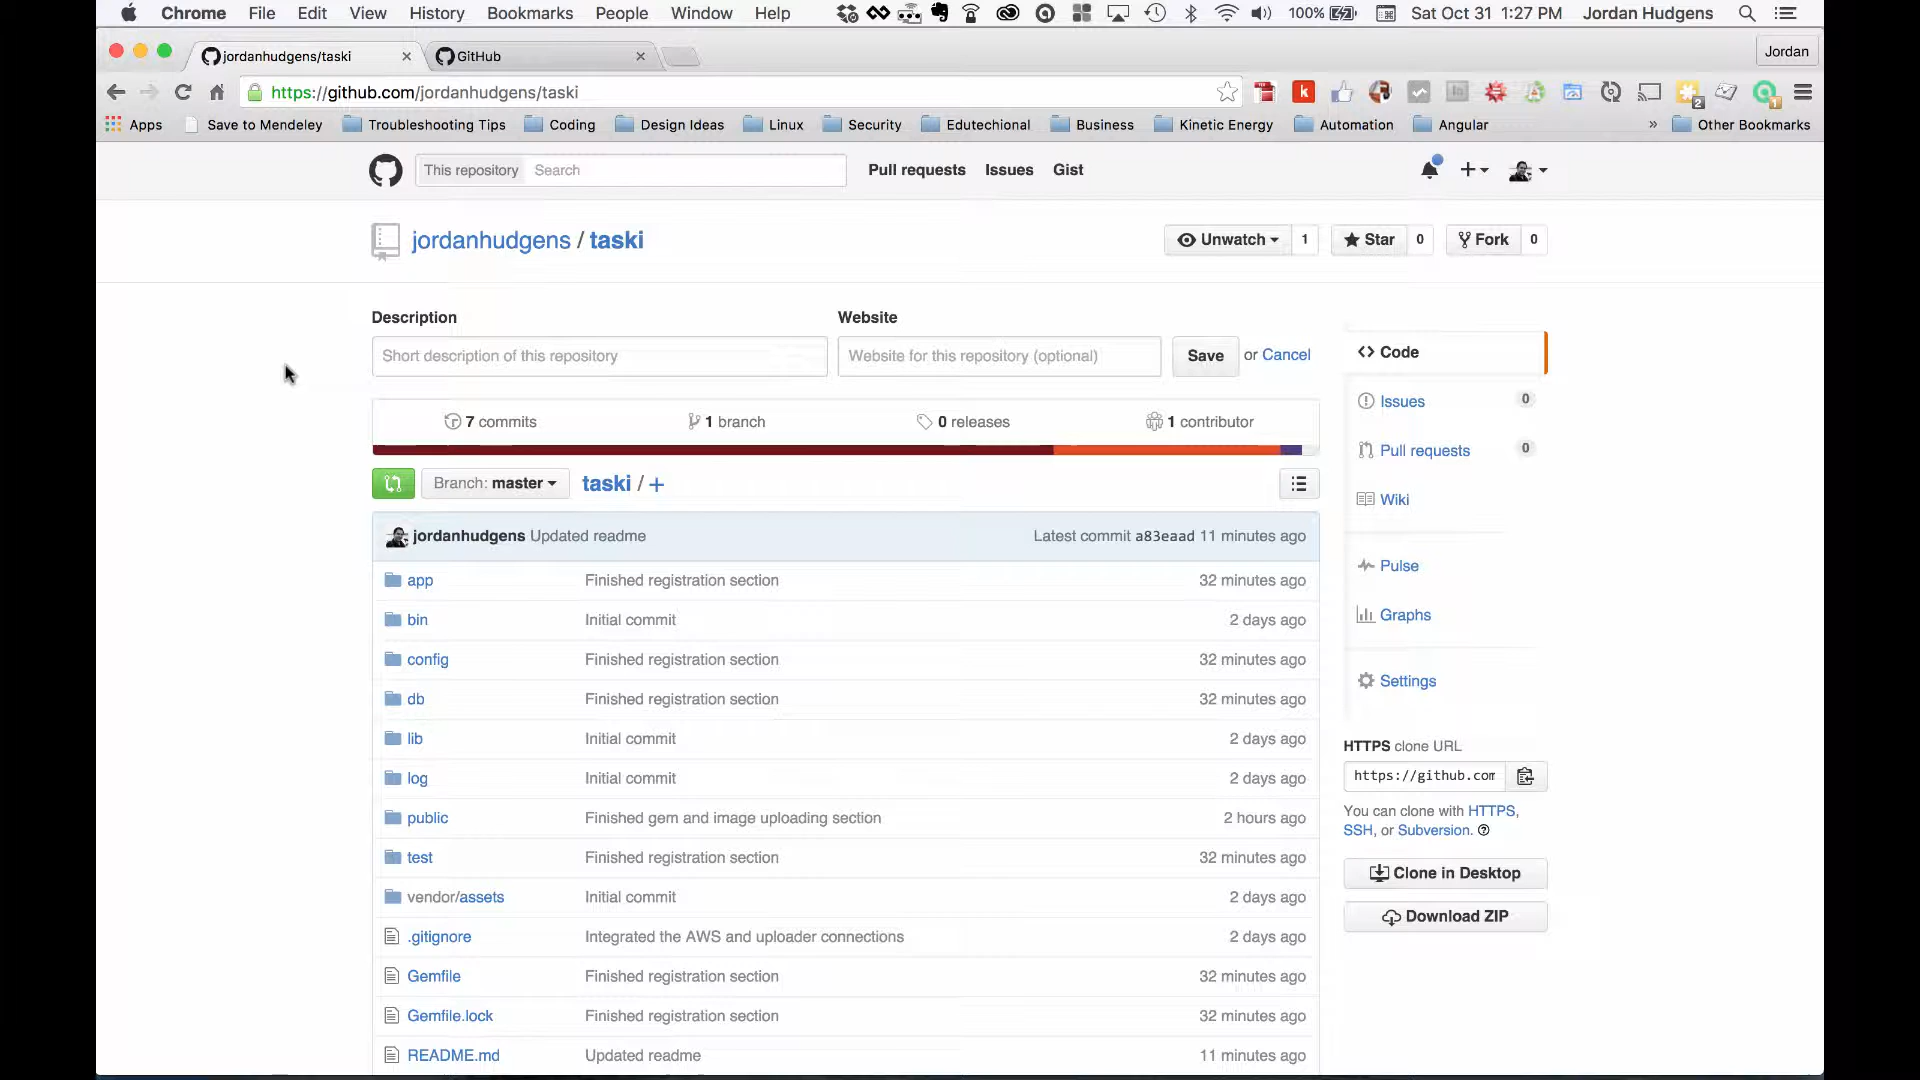 Chrome File Edit View History Bookmarks People Window Help 100% Sat Oct 31 1:27 PM Jordan Hudgens
jordanhudgens/taski GitHub Jordan
https://github.com/jordanhudgens/taski
Apps Save to Mendeley Troubleshooting Tips Coding Design Ideas Linux Security Edutechional Business Kinetic Energy Automation Angular » Other Bookmarks
This repository Search Pull requests Issues Gist
jordanhudgens / taski Unwatch 1 Star 0 Fork 0
Description Website
Short description of this repository Website for this repository (optional) Save or Cancel
Code
7 commits 1 branch 0 releases 1 contributor
Issues 0
Pull requests 0
Branch: master taski / +
Wiki
jordanhudgens Updated readme Latest commit a83eaad 11 minutes ago
Pulse
app Finished registration section 32 minutes ago
Graphs
bin Initial commit 2 days ago
config Finished registration section 32 minutes ago
Settings
db Finished registration section 32 minutes ago
lib Initial commit 2 days ago
HTTPS clone URL
https://github.com
log Initial commit 2 days ago
You can clone with HTTPS,
SSH, or Subversion.
public Finished gem and image uploading section 2 hours ago
test Finished registration section 32 minutes ago
Clone in Desktop
vendor/assets Initial commit 2 days ago
Download ZIP
.gitignore Integrated the AWS and uploader connections 2 days ago
Gemfile Finished registration section 32 minutes ago
Gemfile.lock Finished registration section 32 minutes ago
README.md Updated readme 11 minutes ago